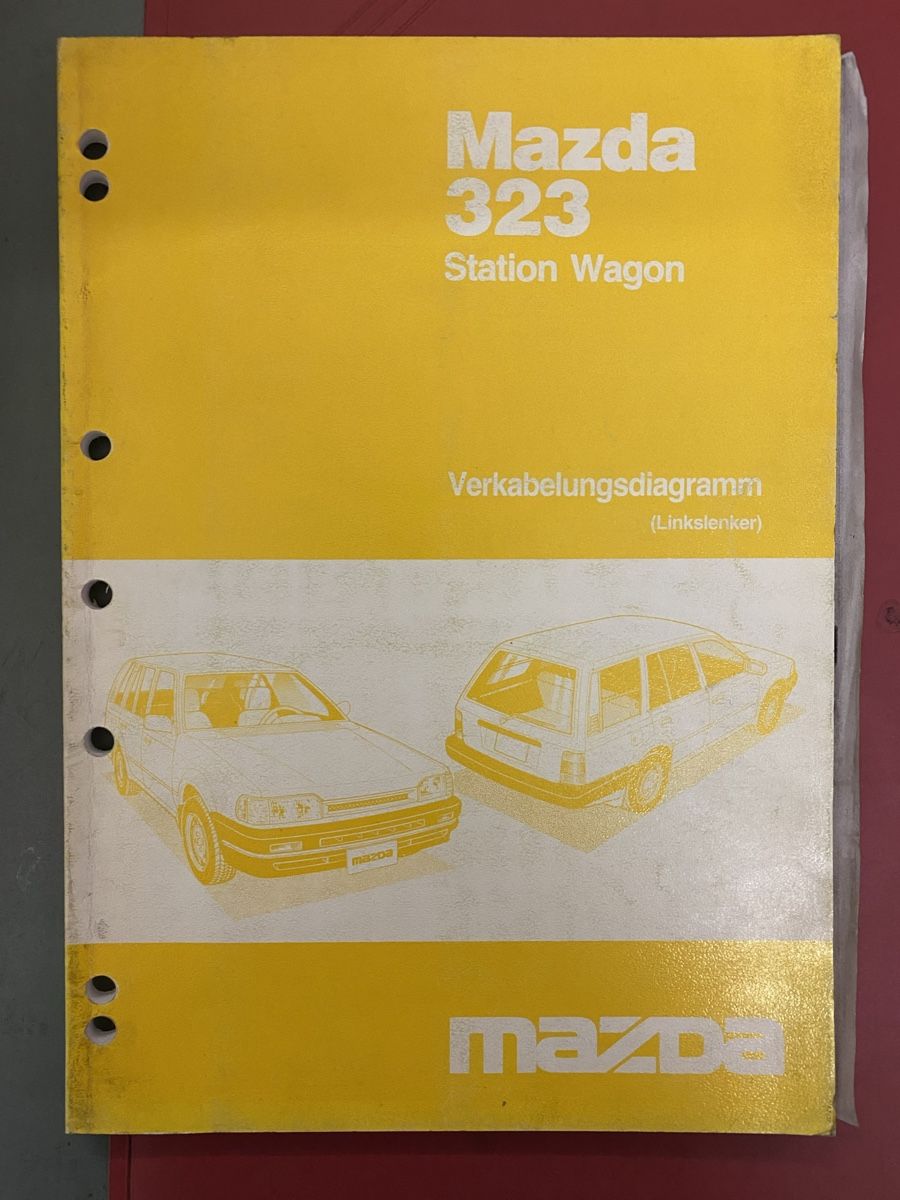 Mazda
323
Station Wagon
Verkabelungsdiagramm
(Linkslenker)
mazda
mazda